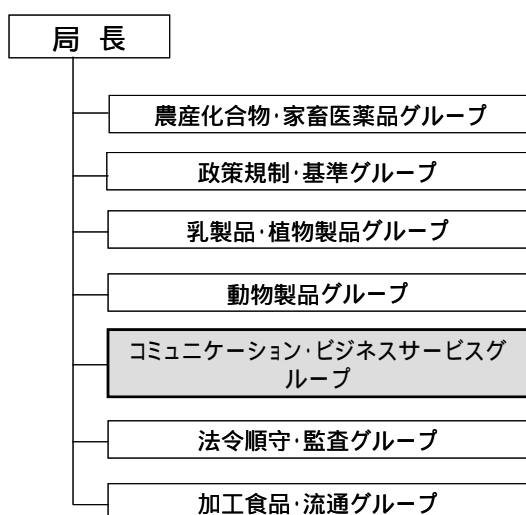 局 長
農産化合物･家畜医薬品グループ
政策規制･基準グループ
乳製品･植物製品グループ
動物製品グループ
コミュニケーション･ビジネスサービスグ
ループ
法令順守･監査グループ
加工食品･流通グループ